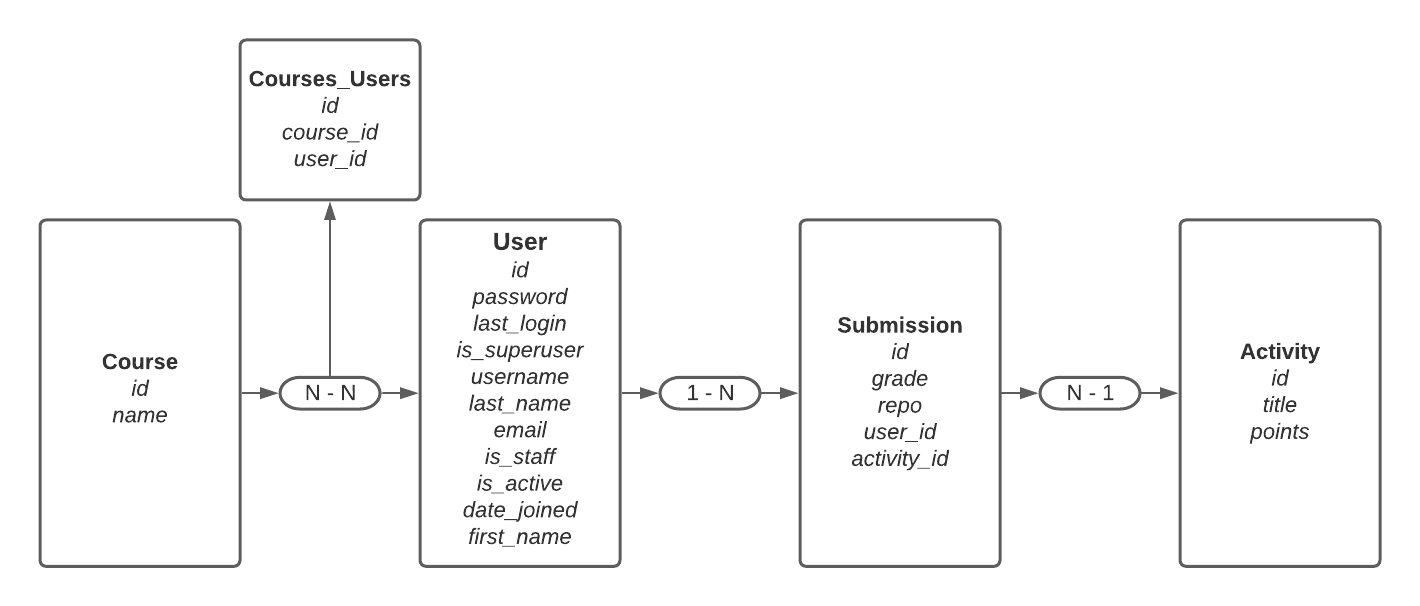 Courses_Users
id
course_id
user_id
Course
id
name
N - N
User
id
password
last_login
is_superuser
username
last_name
email
is_staff
is_active
date_joined
first_name
1 - N
Submission
id
grade
repo
user_id
activity_id
N - 1
Activity
id
title
points